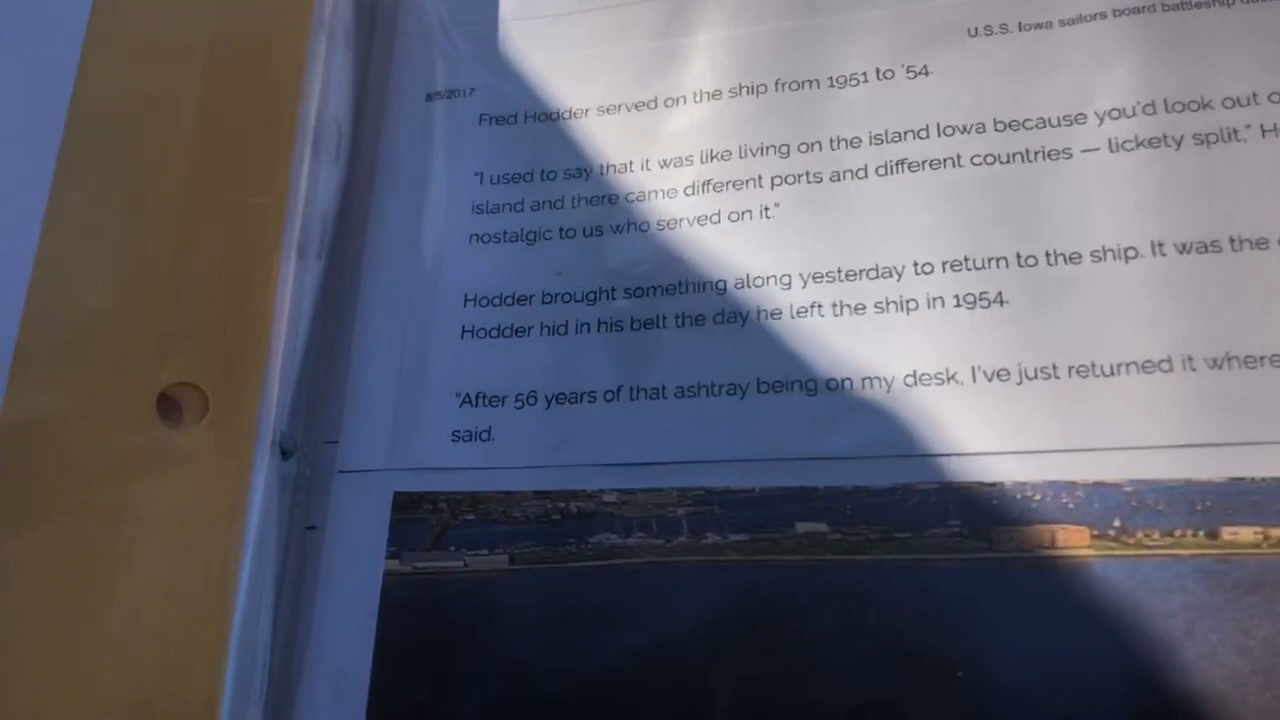 U.S.S. Iowa sailors board battleship
8/5/2017
Fred Hodder served on the ship from 1951 to '54.
"I used to say that it was like living on the island Iowa because you'd look out
island and there came different ports and different countries — lickety split," H
nostalgic to us who served on it."
Hodder brought something along yesterday to return to the ship. It was the
Hodder hid in his belt the day he left the ship in 1954.
"After 56 years of that ashtray being on my desk, I've just returned it where
said.